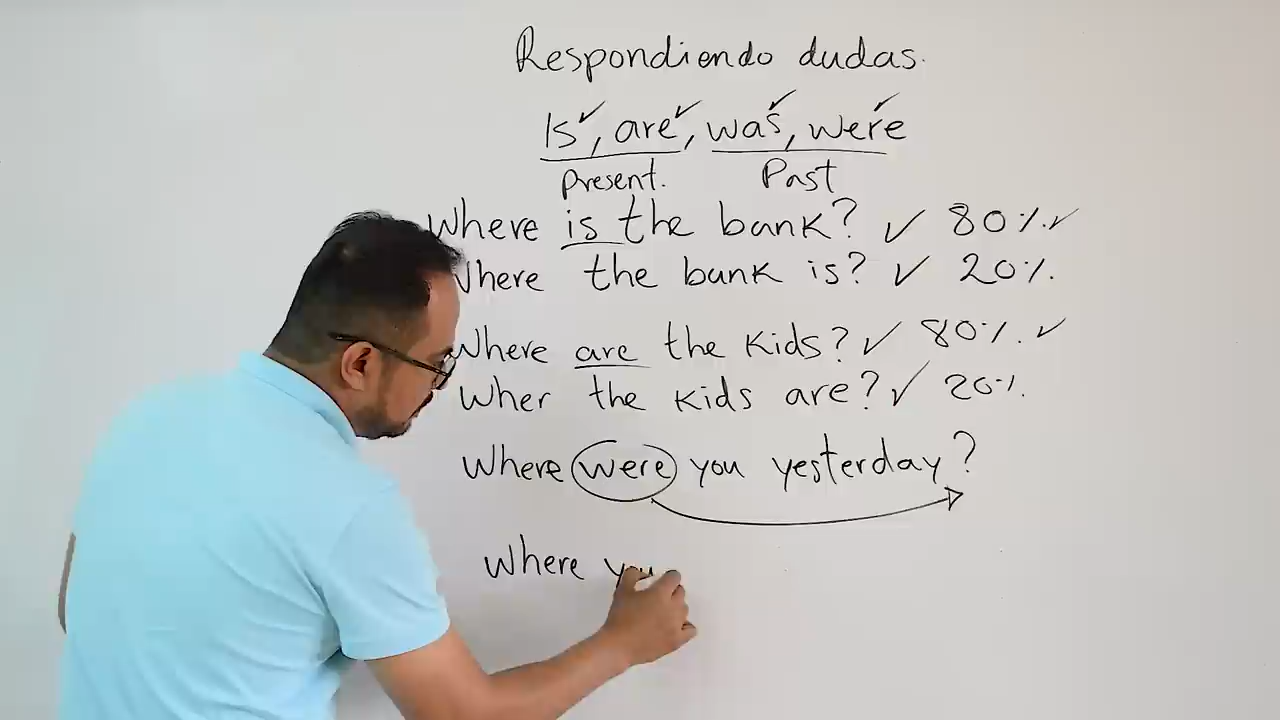 Respondiendo dudas.
Is✓, are✓, was✓, were✓
Present. Past
Where is the bank? ✓ 80%. ✓
Where the bank is? ✓ 20%.
Where are the kids? ✓ 80%. ✓
Wher the kids are? ✓ 20%.
Where were you yesterday?
Where you